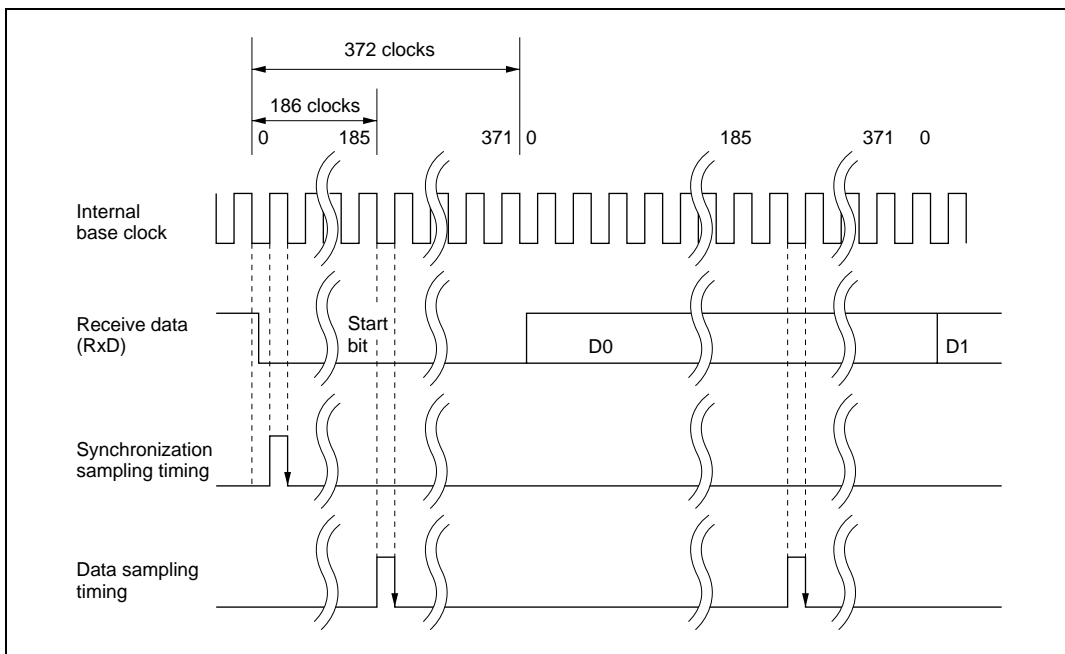 372 clocks
186 clocks
0 185 371 0 185 371 0
Internal
base clock
Receive data
(RxD)
Start
bit
D0
D1
Synchronization
sampling timing
Data sampling
timing